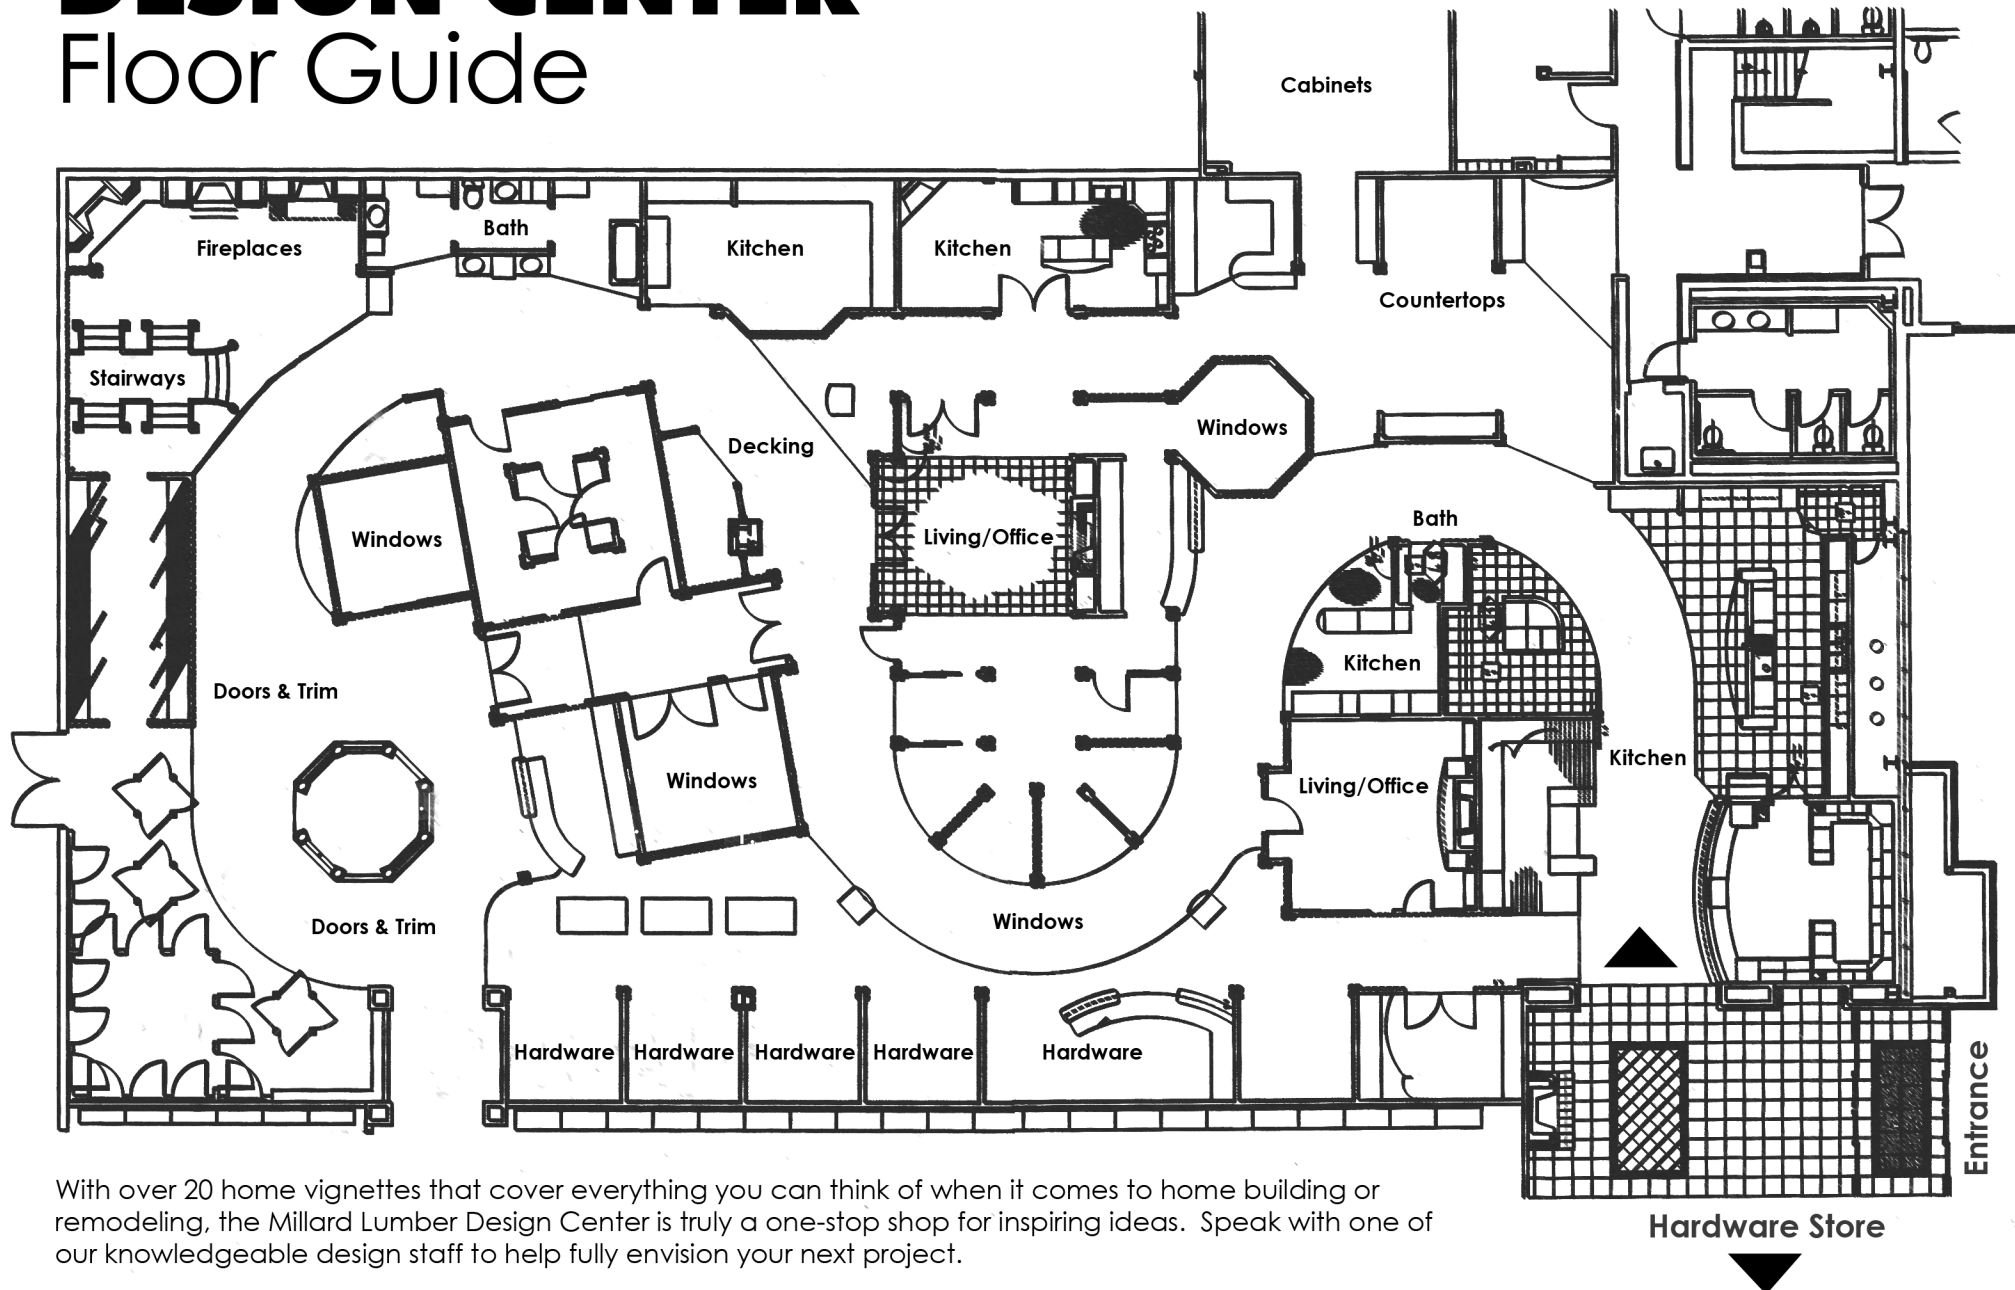 DESIGN CENTER
Floor Guide
Cabinets
Fireplaces
Bath
Kitchen
Kitchen
Countertops
Stairways
Windows
Decking
Windows
Living/Office
Bath
Kitchen
Doors & Trim
Windows
Living/Office
Kitchen
Doors & Trim
Windows
Hardware
Hardware
Hardware
Hardware
Hardware
Entrance
With over 20 home vignettes that cover everything you can think of when it comes to home building or
remodeling, the Millard Lumber Design Center is truly a one-stop shop for inspiring ideas.  Speak with one of
our knowledgeable design staff to help fully envision your next project.
Hardware Store